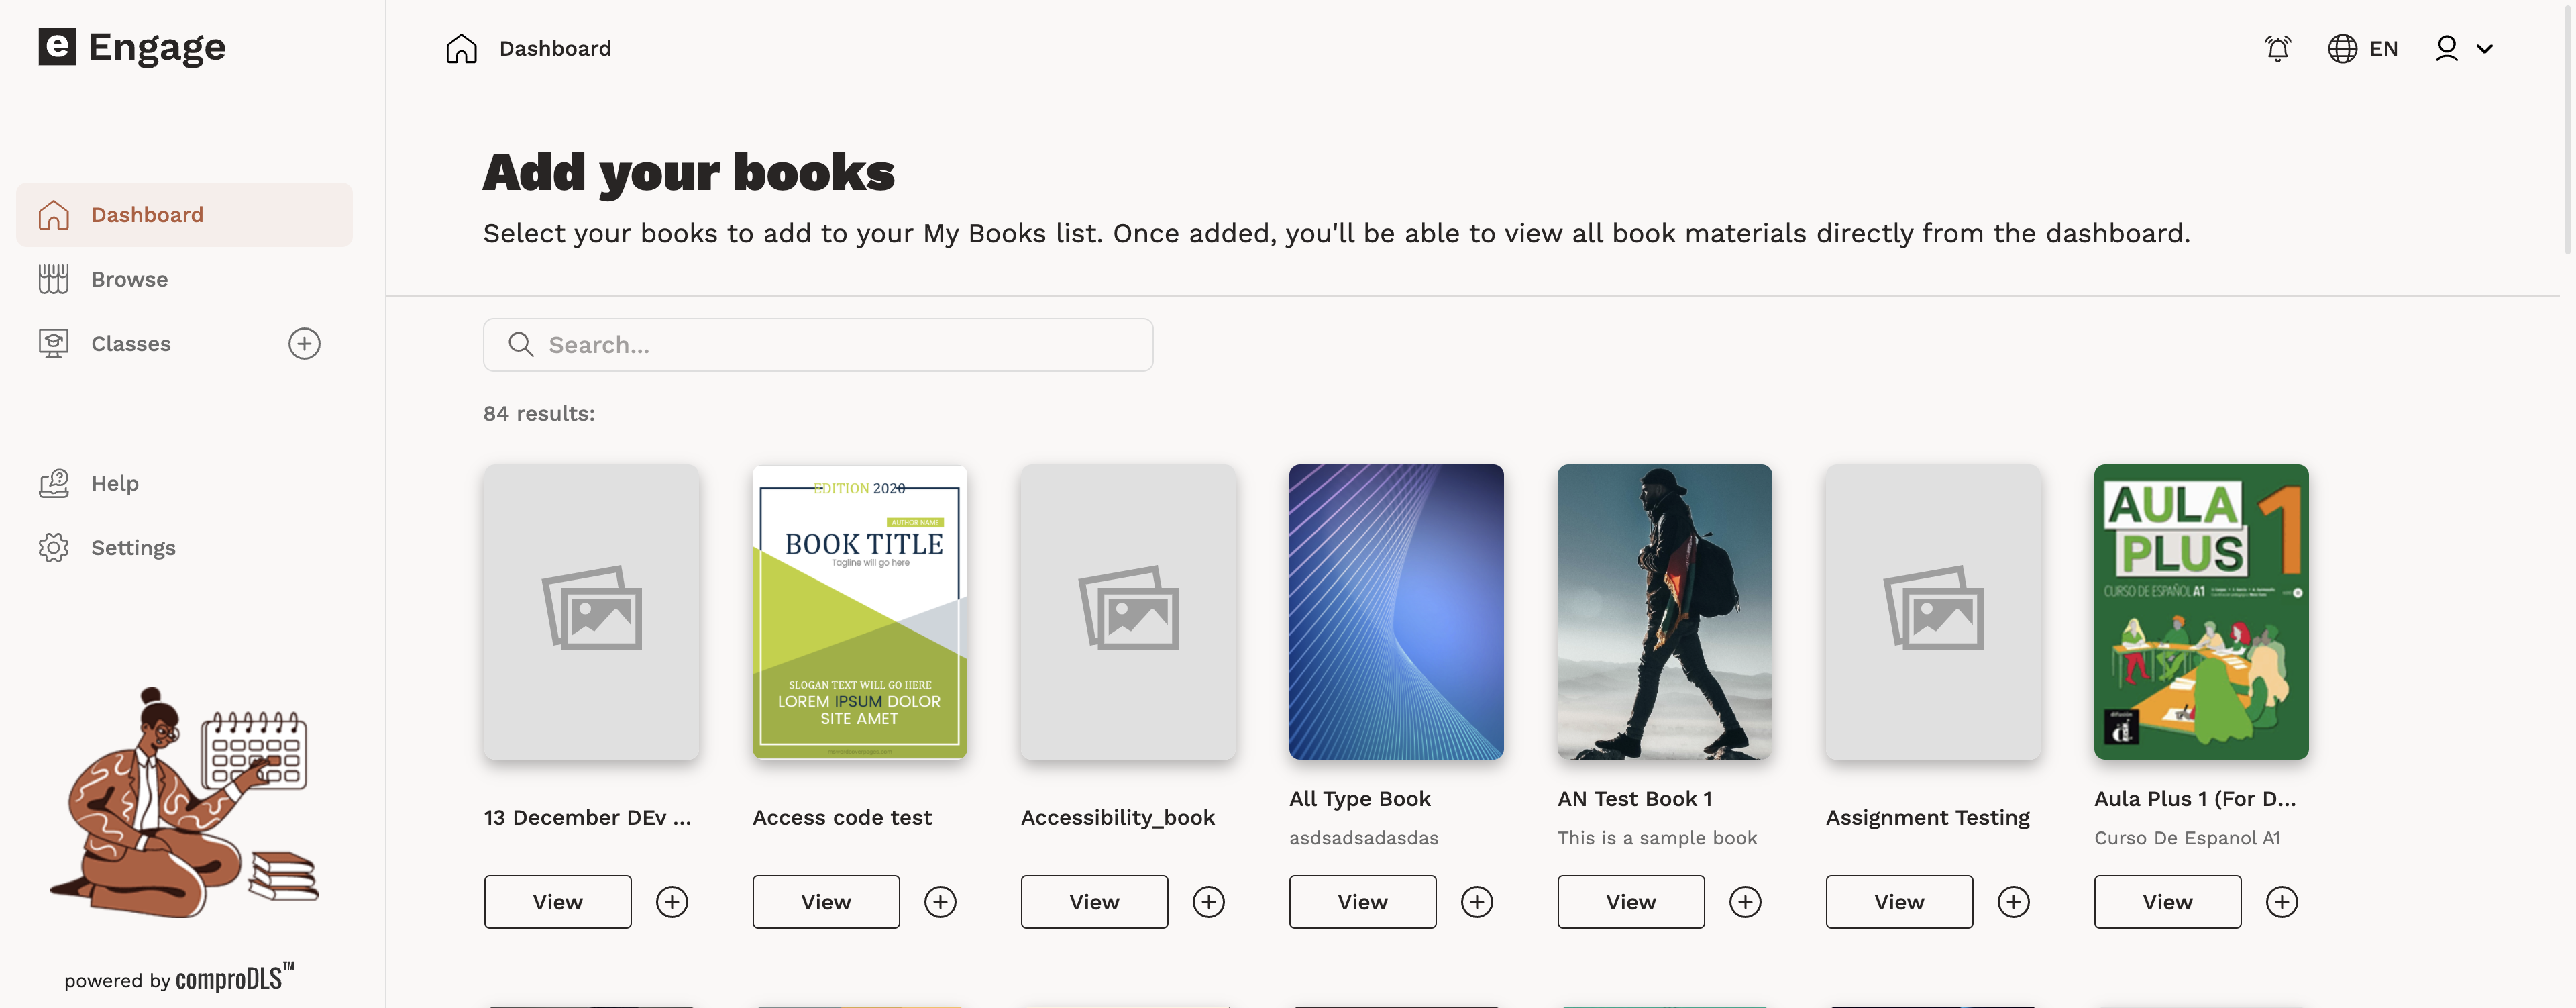 e Engage
Dashboard
EN
Dashboard
Browse
Classes
Help
Settings
powered by comproDLS™
Add your books
Select your books to add to your My Books list. Once added, you'll be able to view all book materials directly from the dashboard.
Search...
84 results:
EDITION 2020
AUTHOR NAME
BOOK TITLE
Tagline will go here
SLOGAN TEXT WILL GO HERE
LOREM IPSUM DOLOR
SITE AMET
AULA
PLUS 1
CURSO DE ESPAÑOL A1
13 December DEv ...
Access code test
Accessibility_book
All Type Book
asdsadsadasdas
AN Test Book 1
This is a sample book
Assignment Testing
Aula Plus 1 (For D...
Curso De Espanol A1
View
View
View
View
View
View
View